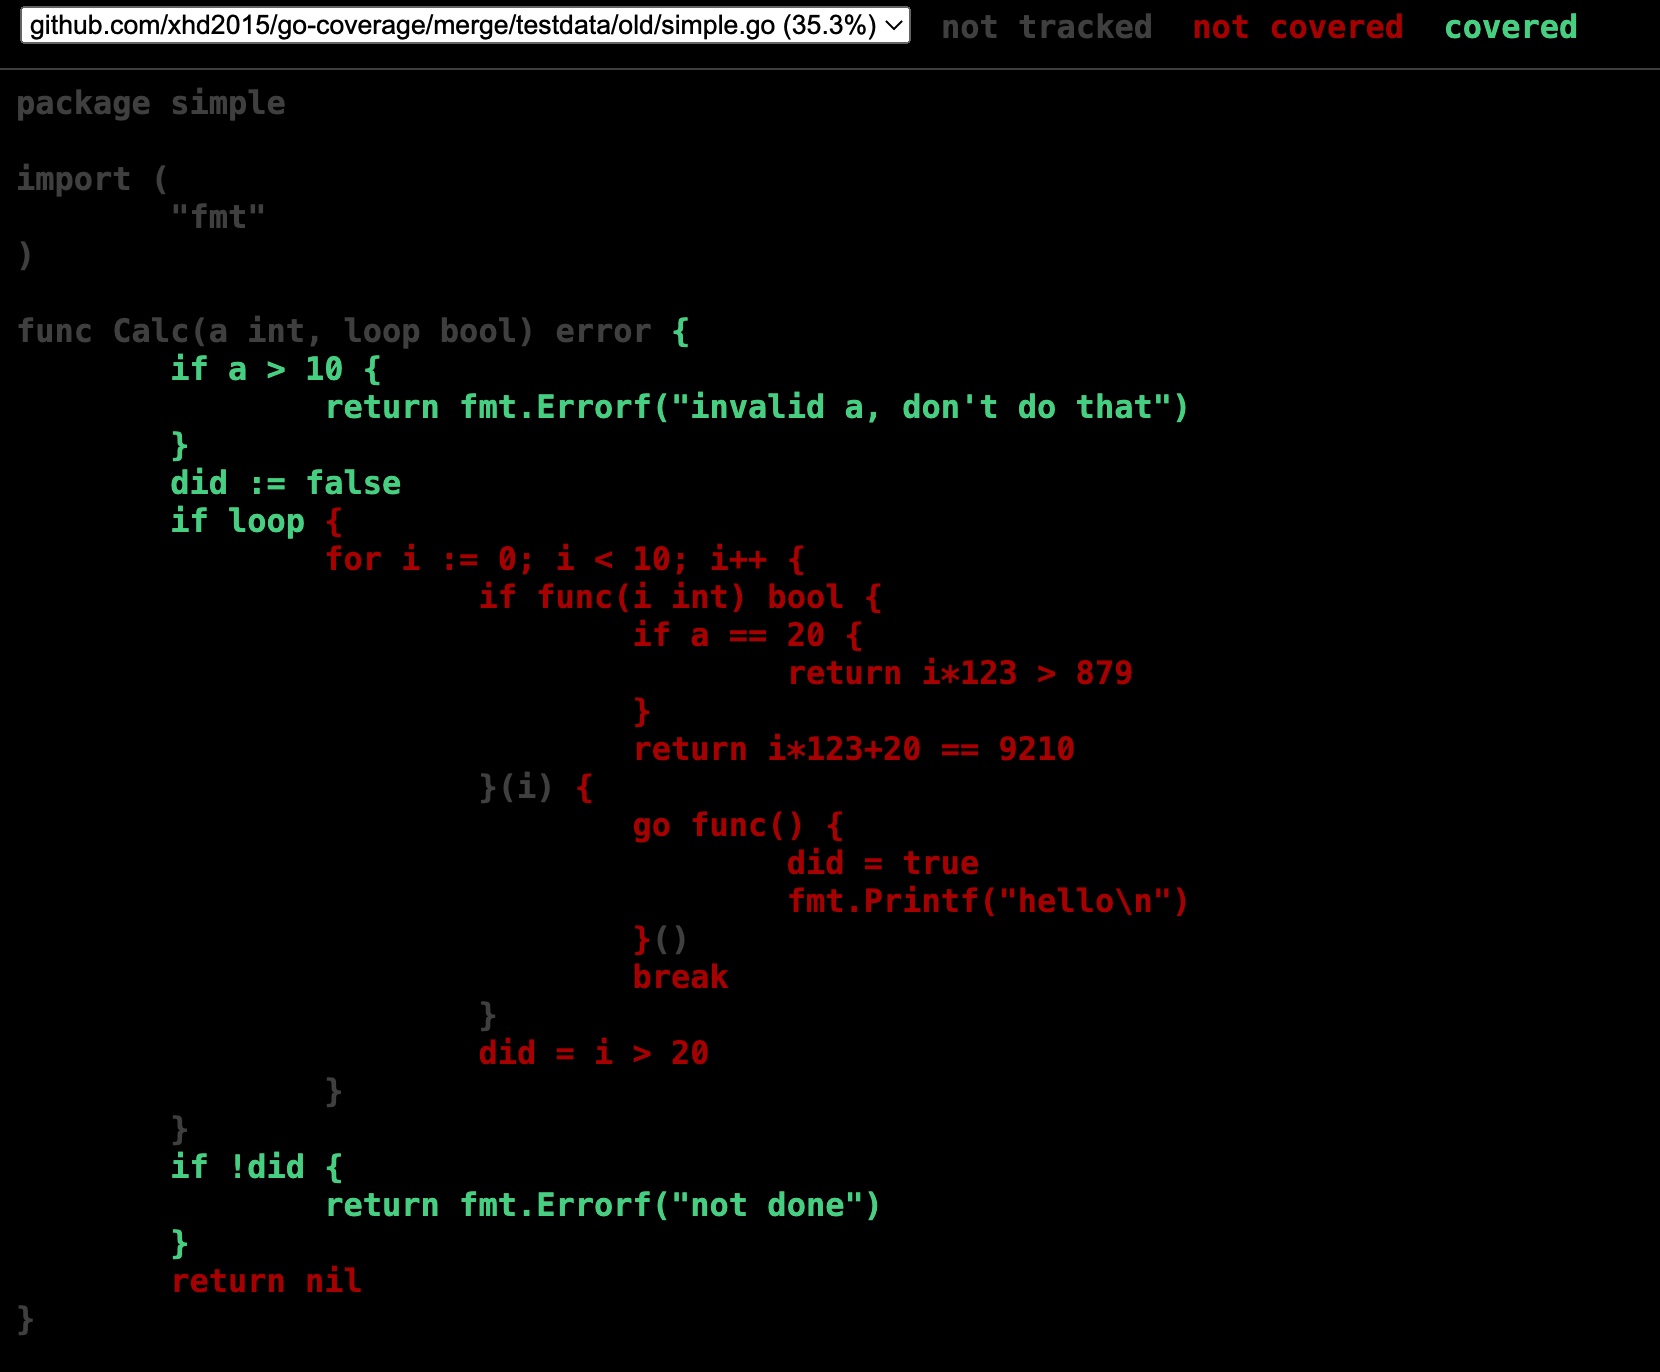 github.com/xhd2015/go-coverage/merge/testdata/old/simple.go (35.3%) not tracked not covered covered
package simple
import (
"fmt"
)
func Calc(a int, loop bool) error {
if a > 10 {
return fmt.Errorf("invalid a, don't do that")
}
did := false
if loop {
for i := 0; i < 10; i++ {
if func(i int) bool {
if a == 20 {
return i*123 > 879
}
return i*123+20 == 9210
}(i) {
go func() {
did = true
fmt.Printf("hello\n")
}()
break
}
did = i > 20
}
}
if !did {
return fmt.Errorf("not done")
}
return nil
}